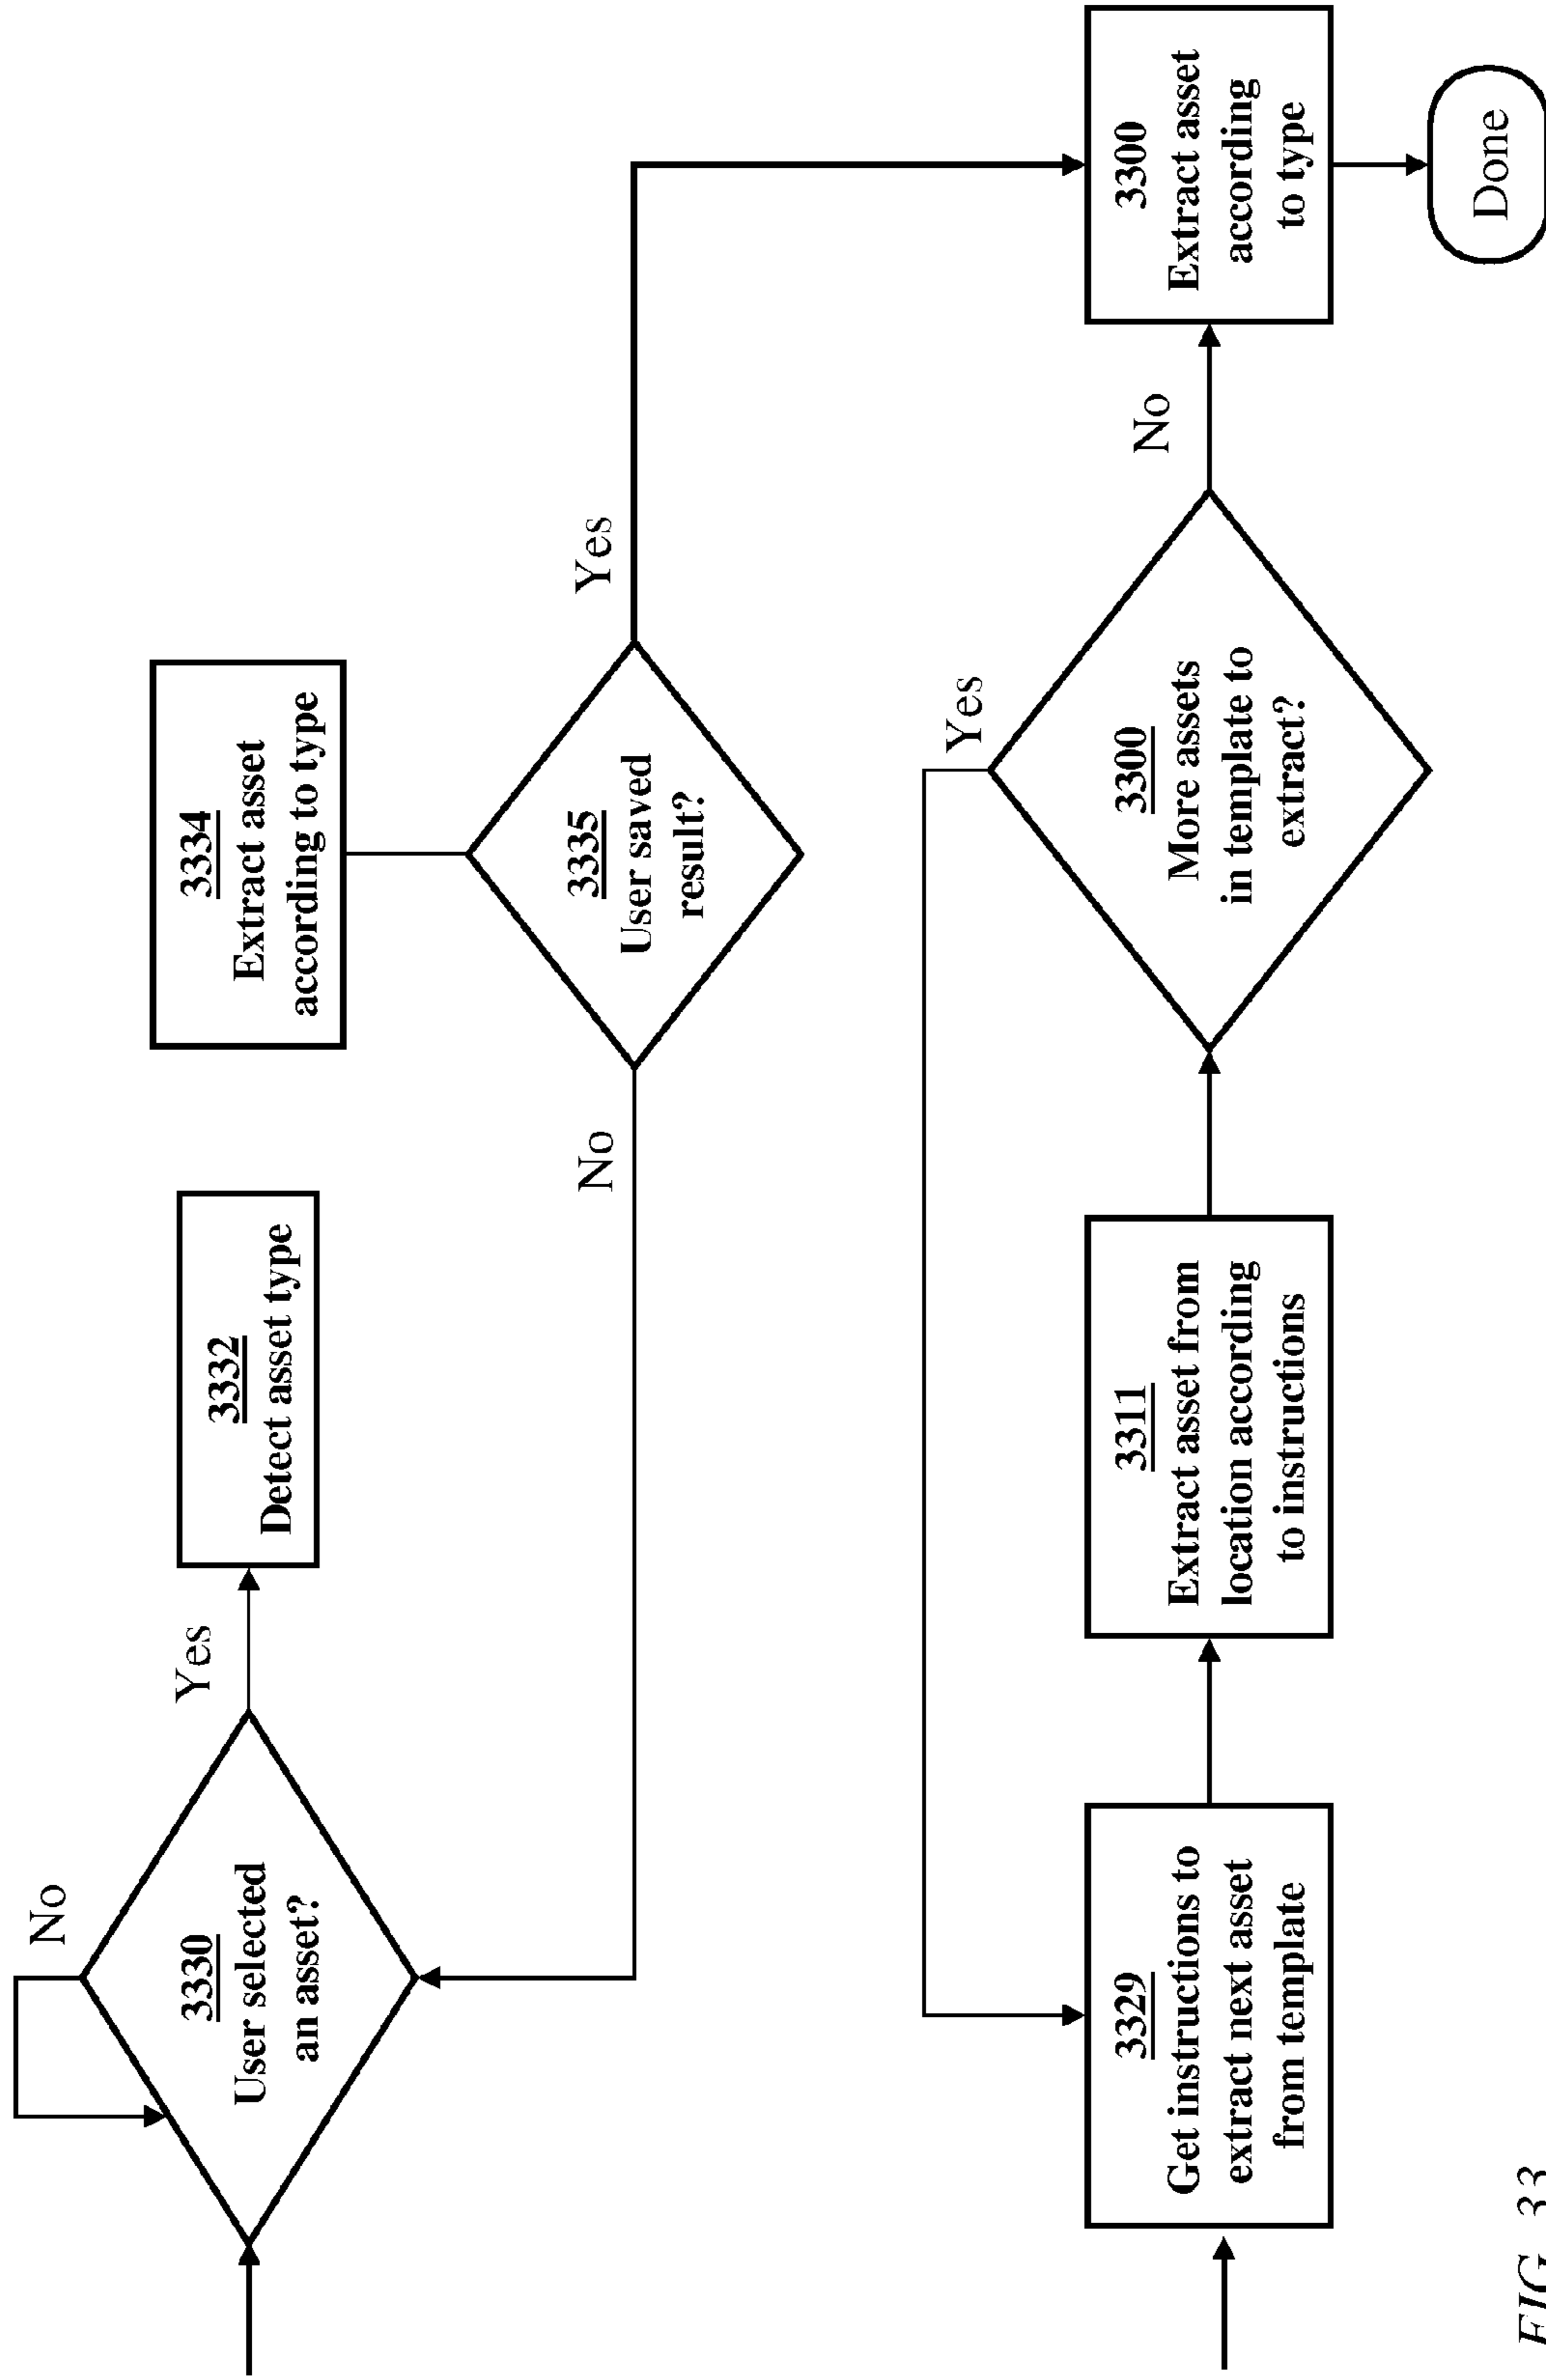 No
3330
User selected
an asset?
Yes
3332
Detect asset type
3334
Extract asset
according to type
No
3335
User saved
result?
Yes
Yes
3329
Get instructions to
extract next asset
from template
3311
Extract asset from
location according
to instructions
3300
More assets
in template to
extract?
No
3300
Extract asset
according
to type
Done
FIG. 33